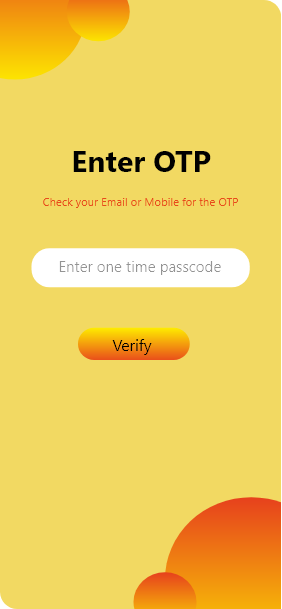 Enter OTP
Check your Email or Mobile for the OTP
Enter one time passcode
Verify